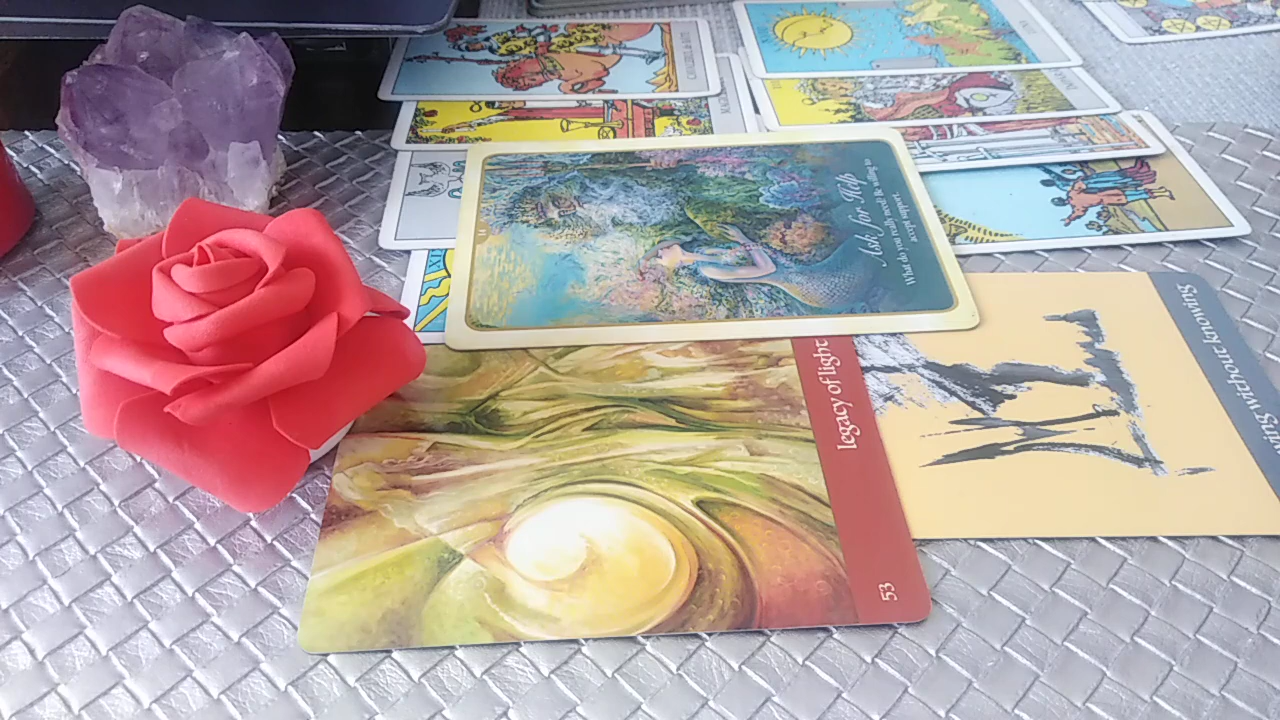 Ask for Help
What do you really need? Be willing to
accept support.
legacy of light
53
without knowing